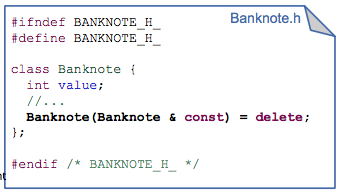 Banknote.h
#ifndef BANKNOTE_H_
#define BANKNOTE_H_
class Banknote {
int value;
//...
Banknote(Banknote & const) = delete;
};
#endif /* BANKNOTE_H_ */